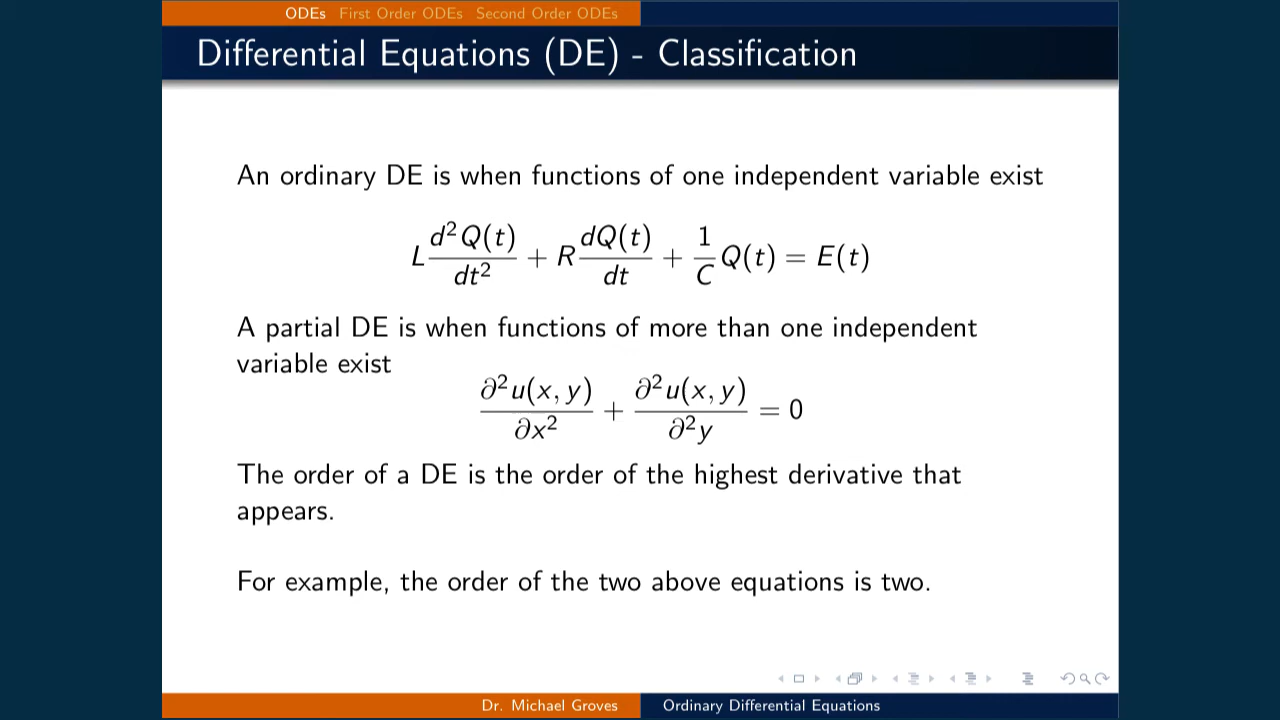 ODEs First Order ODEs Second Order ODEs
Differential Equations (DE) - Classification
An ordinary DE is when functions of one independent variable exist
L d²Q(t)/dt² + R dQ(t)/dt + 1/C Q(t) = E(t)
A partial DE is when functions of more than one independent
variable exist
∂²u(x, y)/∂x² + ∂²u(x, y)/∂²y = 0
The order of a DE is the order of the highest derivative that
appears.
For example, the order of the two above equations is two.
Dr. Michael Groves Ordinary Differential Equations